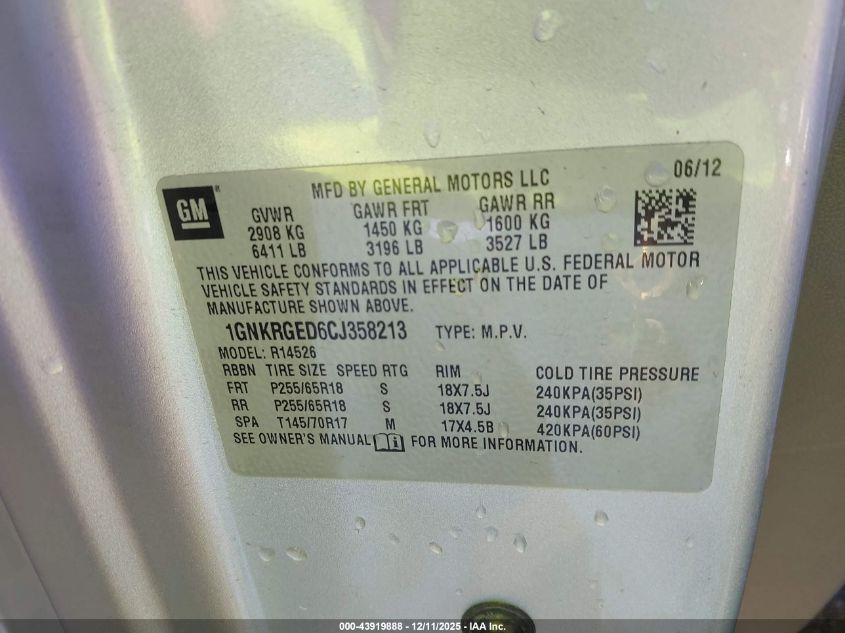 06/12
GM
MFD BY GENERAL MOTORS LLC
GVWR GAWR FRT GAWR RR
2908 KG 1450 KG 1600 KG
6411 LB 3196 LB 3527 LB
THIS VEHICLE CONFORMS TO ALL APPLICABLE U.S. FEDERAL MOTOR
VEHICLE SAFETY STANDARDS IN EFFECT ON THE DATE OF
MANUFACTURE SHOWN ABOVE.
1GNKRGED6CJ358213 TYPE: M.P.V.
MODEL: R14526
RBBN TIRE SIZE SPEED RTG RIM COLD TIRE PRESSURE
FRT P255/65R18 S 18X7.5J 240KPA(35PSI)
RR P255/65R18 S 18X7.5J 240KPA(35PSI)
SPA T145/70R17 M 17X4.5B 420KPA(60PSI)
SEE OWNER'S MANUAL FOR MORE INFORMATION.
000-43919888 - 12/11/2025 - IAA Inc.